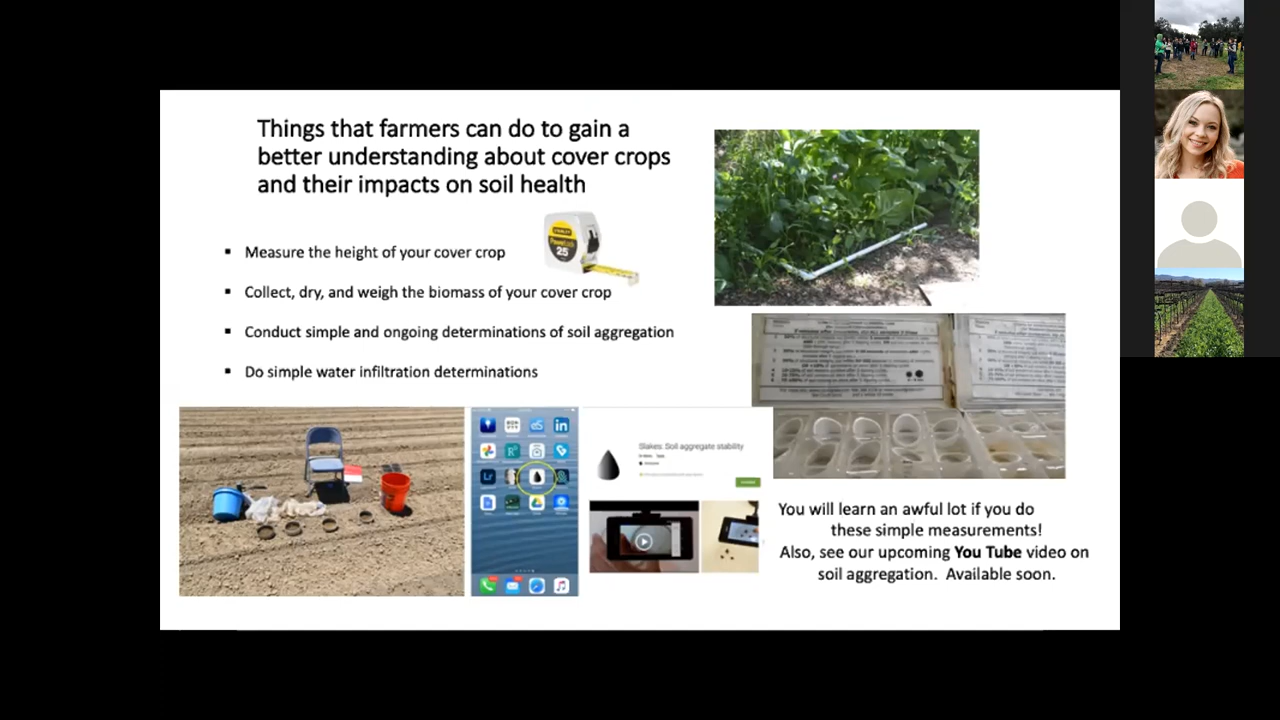 Things that farmers can do to gain a
better understanding about cover crops
and their impacts on soil health
▪ Measure the height of your cover crop
25
▪ Collect, dry, and weigh the biomass of your cover crop
▪ Conduct simple and ongoing determinations of soil aggregation
▪ Do simple water infiltration determinations
Slakes: Soil aggregate stability
You will learn an awful lot if you do
these simple measurements!
Also, see our upcoming You Tube video on
soil aggregation. Available soon.